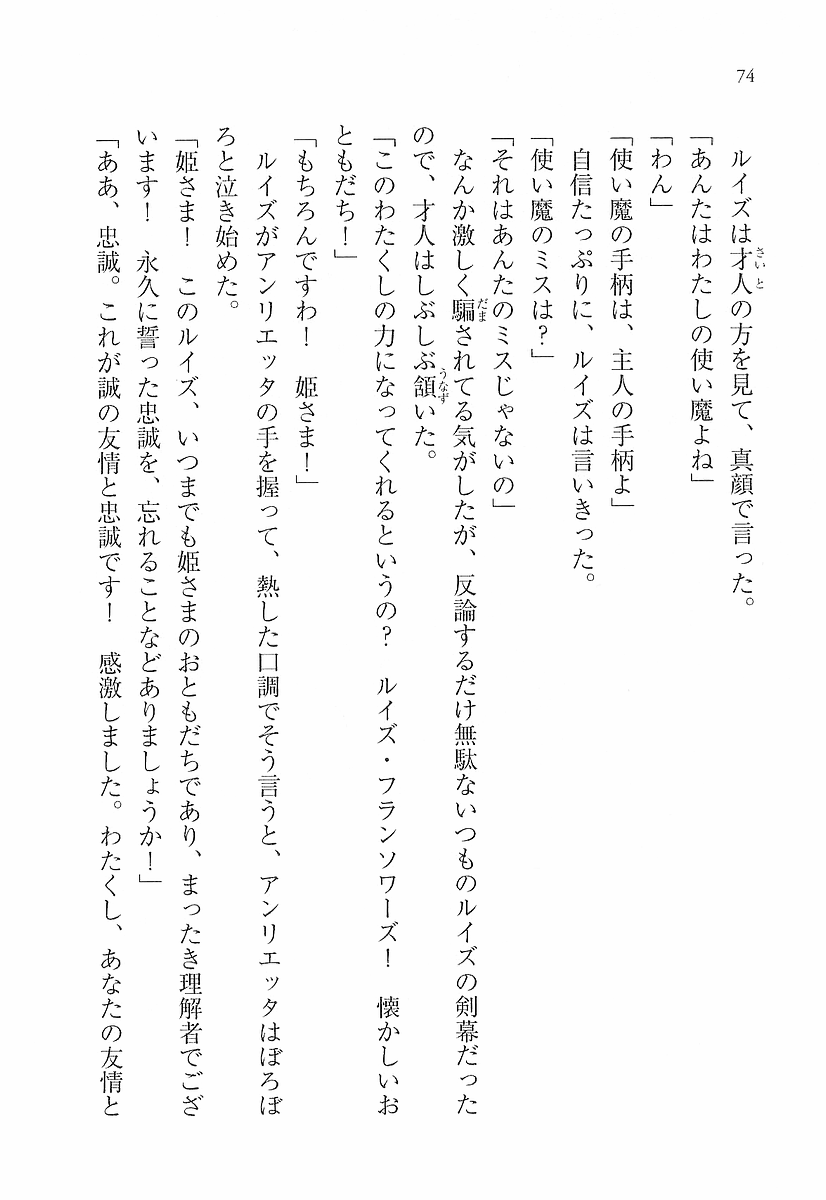 74
ルイズは才人の方を見て、真顔で言った。
「あんたはわたしの使い魔よね」
「わん」
「使い魔の手柄は、主人の手柄よ」
自信たっぷりに、ルイズは言いきった。
「使い魔のミスは?」
「それはあんたのミスじゃないの」
なんか激しく騙されてる気がしたが、反論するだけ無駄ないつものルイズの剣幕だった
ので、才人はしぶしぶ頷いた。
「このわたくしの力になってくれるというの? ルイズ・フランソワーズ! 懐かしいお
ともだち!」
「もちろんですわ! 姫さま!」
ルイズがアンリエッタの手を握って、熱した口調でそう言うと、アンリエッタはぼろぼ
ろと泣き始めた。
「姫さま! このルイズ、いつまでも姫さまのおともだちであり、まったき理解者でござ
います! 永久に誓った忠誠を、忘れることなどありましょうか!」
「ああ、忠誠。これが誠の友情と忠誠です! 感激しました。わたくし、あなたの友情と